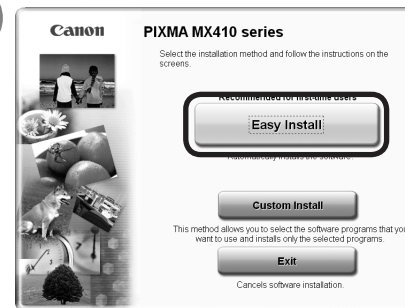 Canon
PIXMA MX410 series
Select the installation method and follow the instructions on the
screens.
Recommended for first-time users
Easy Install
Automatically installs the software.
Custom Install
This method allows you to select the software programs that you
want to use and installs only the selected programs.
Exit
Cancels software installation.